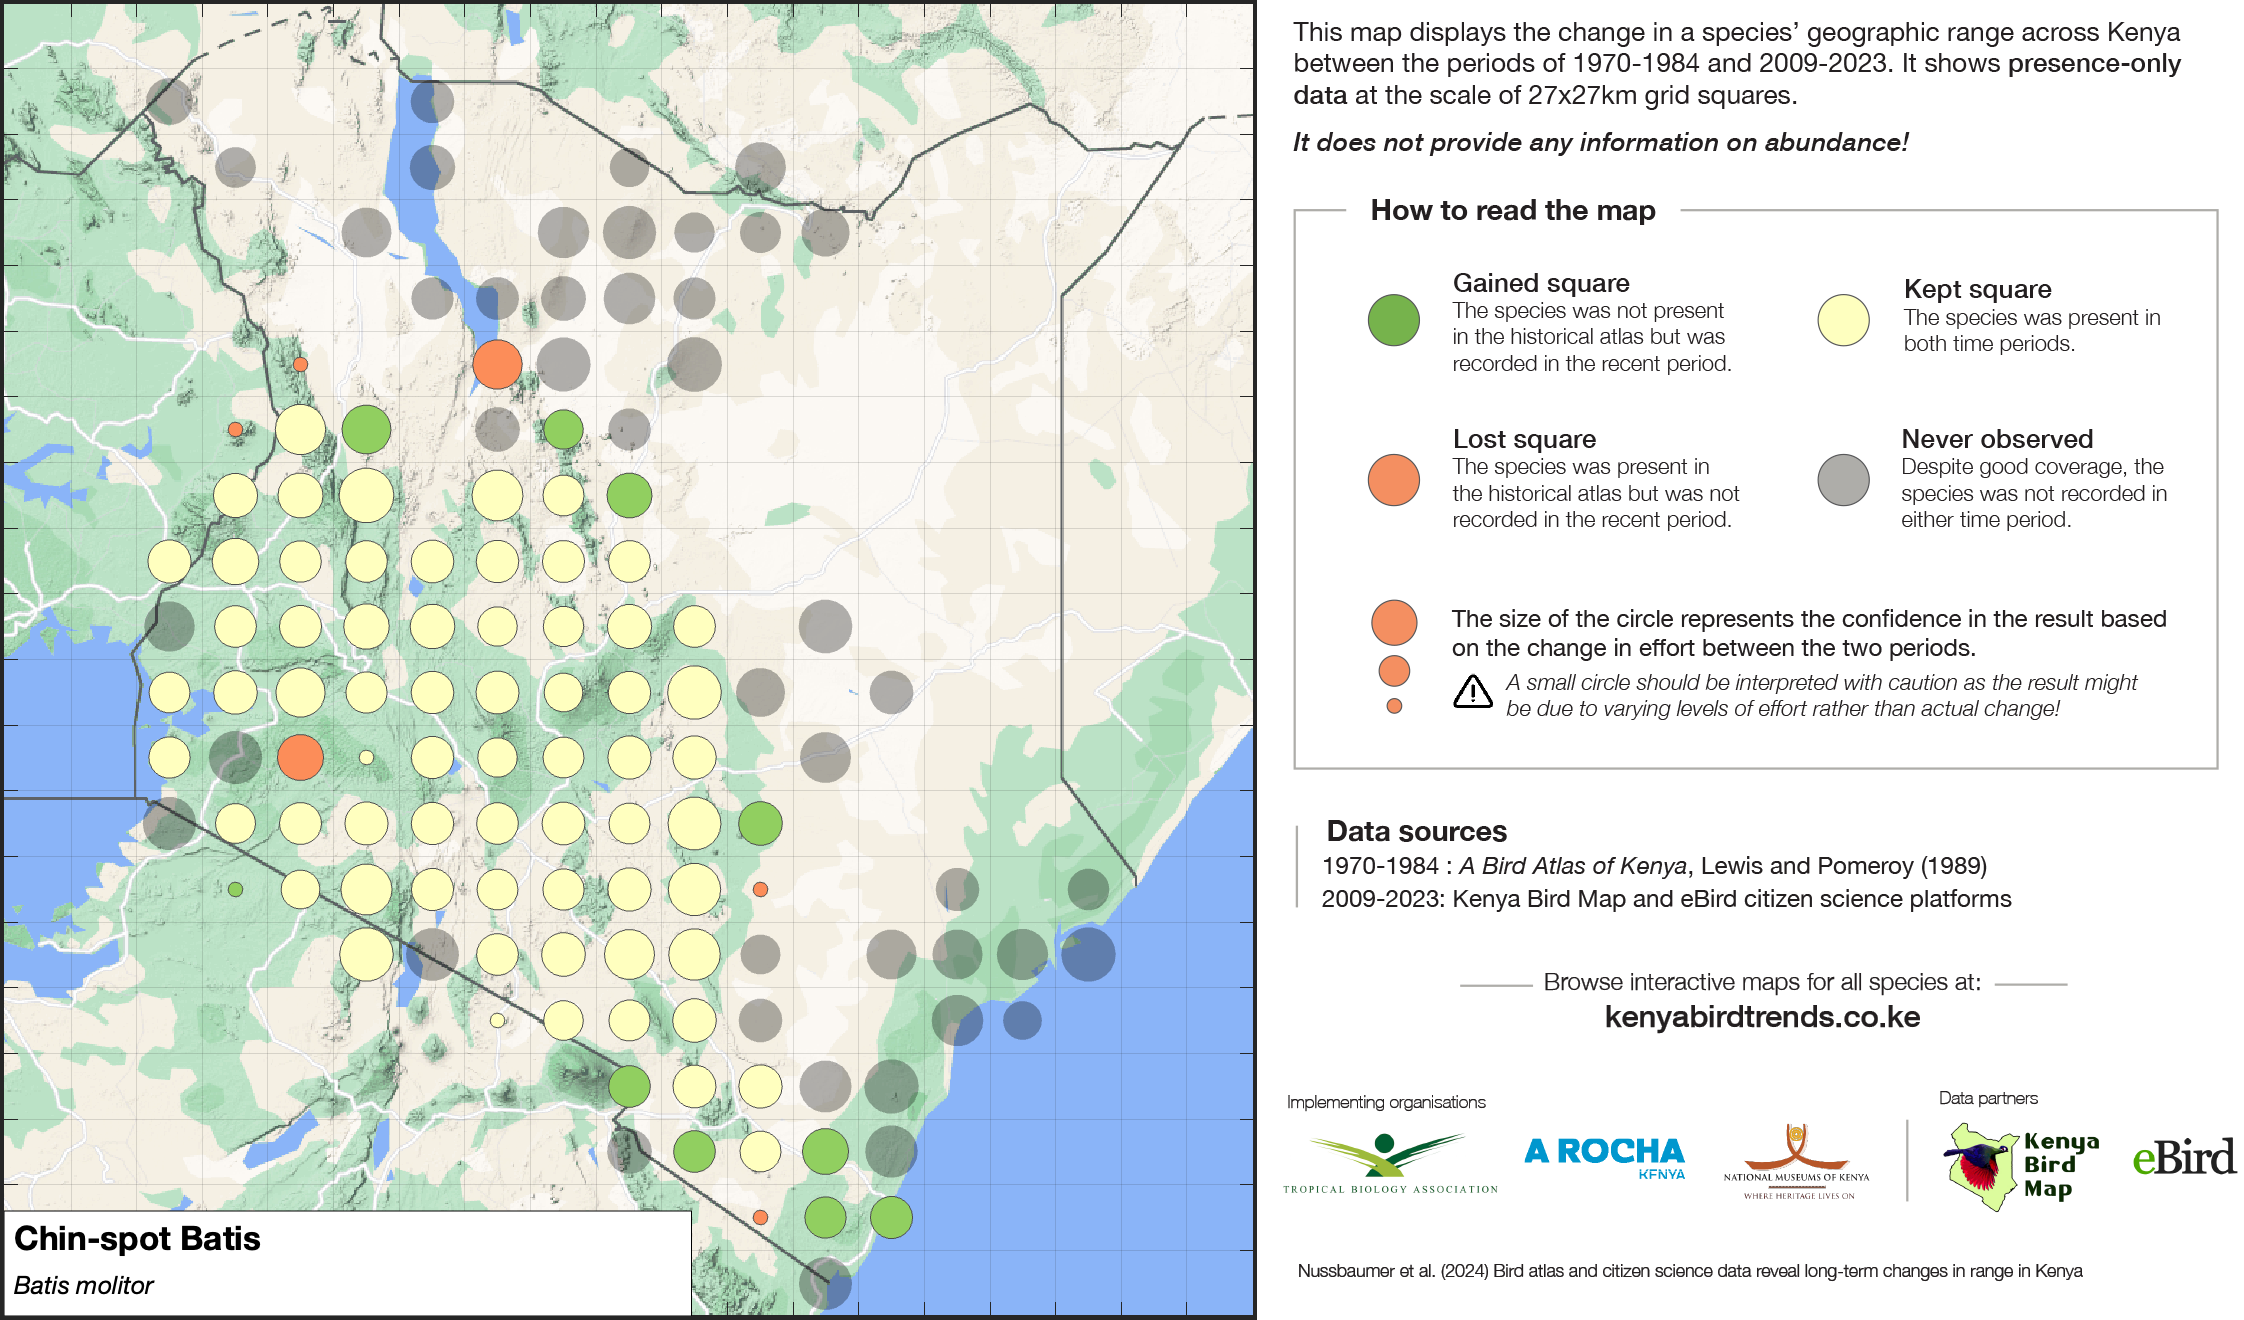 This map displays the change in a species’ geographic range across Kenya
between the periods of 1970-1984 and 2009-2023. It shows presence-only
data at the scale of 27x27km grid squares.
It does not provide any information on abundance!
How to read the map
Gained square
The species was not present
in the historical atlas but was
recorded in the recent period.
Kept square
The species was present in
both time periods.
Lost square
The species was present in
the historical atlas but was not
recorded in the recent period.
Never observed
Despite good coverage, the
species was not recorded in
either time period.
The size of the circle represents the confidence in the result based
on the change in effort between the two periods.
A small circle should be interpreted with caution as the result might
be due to varying levels of effort rather than actual change!
Data sources
1970-1984 : A Bird Atlas of Kenya, Lewis and Pomeroy (1989)
2009-2023: Kenya Bird Map and eBird citizen science platforms
Browse interactive maps for all species at:
kenyabirdtrends.co.ke
Implementing organisations
Data partners
TROPICAL BIOLOGY ASSOCIATION
A ROCHA
KENYA
NATIONAL MUSEUMS OF KENYA
WHERE HERITAGE LIVES ON
Kenya
Bird
Map
eBird
Nussbaumer et al. (2024) Bird atlas and citizen science data reveal long-term changes in range in Kenya
Chin-spot Batis
Batis molitor